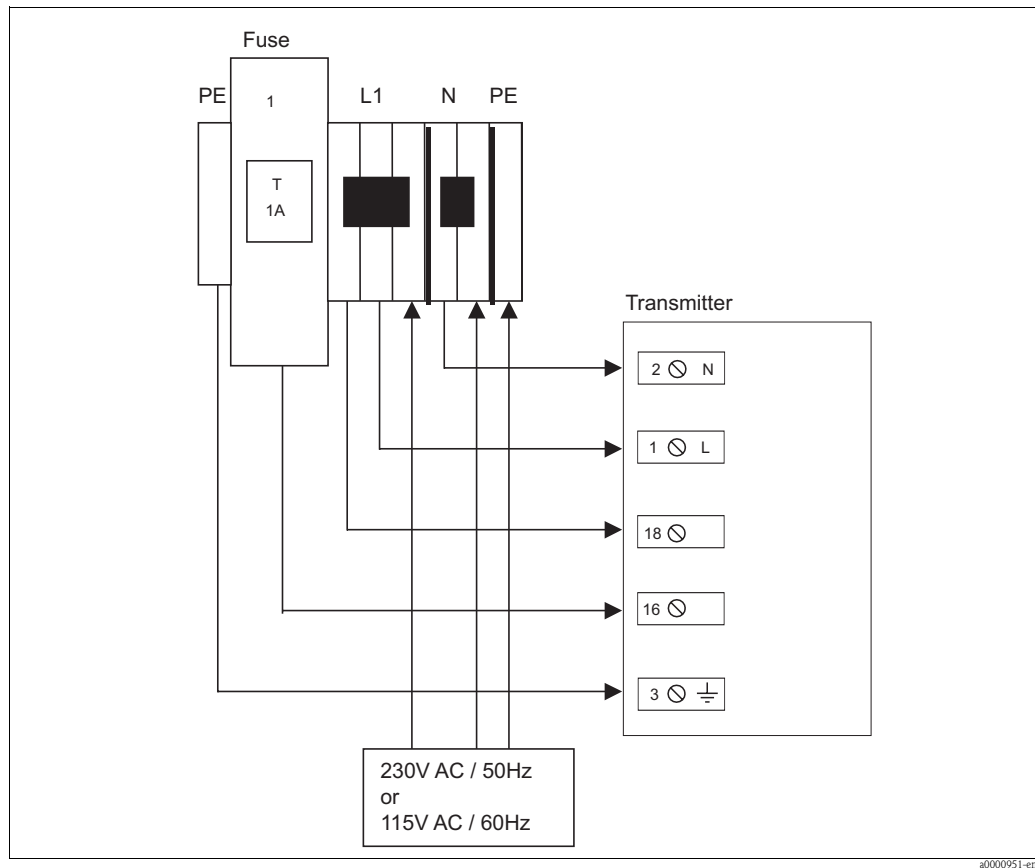 Fuse
PE
1
L1
N
PE
T
1A
Transmitter
2 N
1 L
18
16
3
230V AC / 50Hz
or
115V AC / 60Hz
a0000951-en